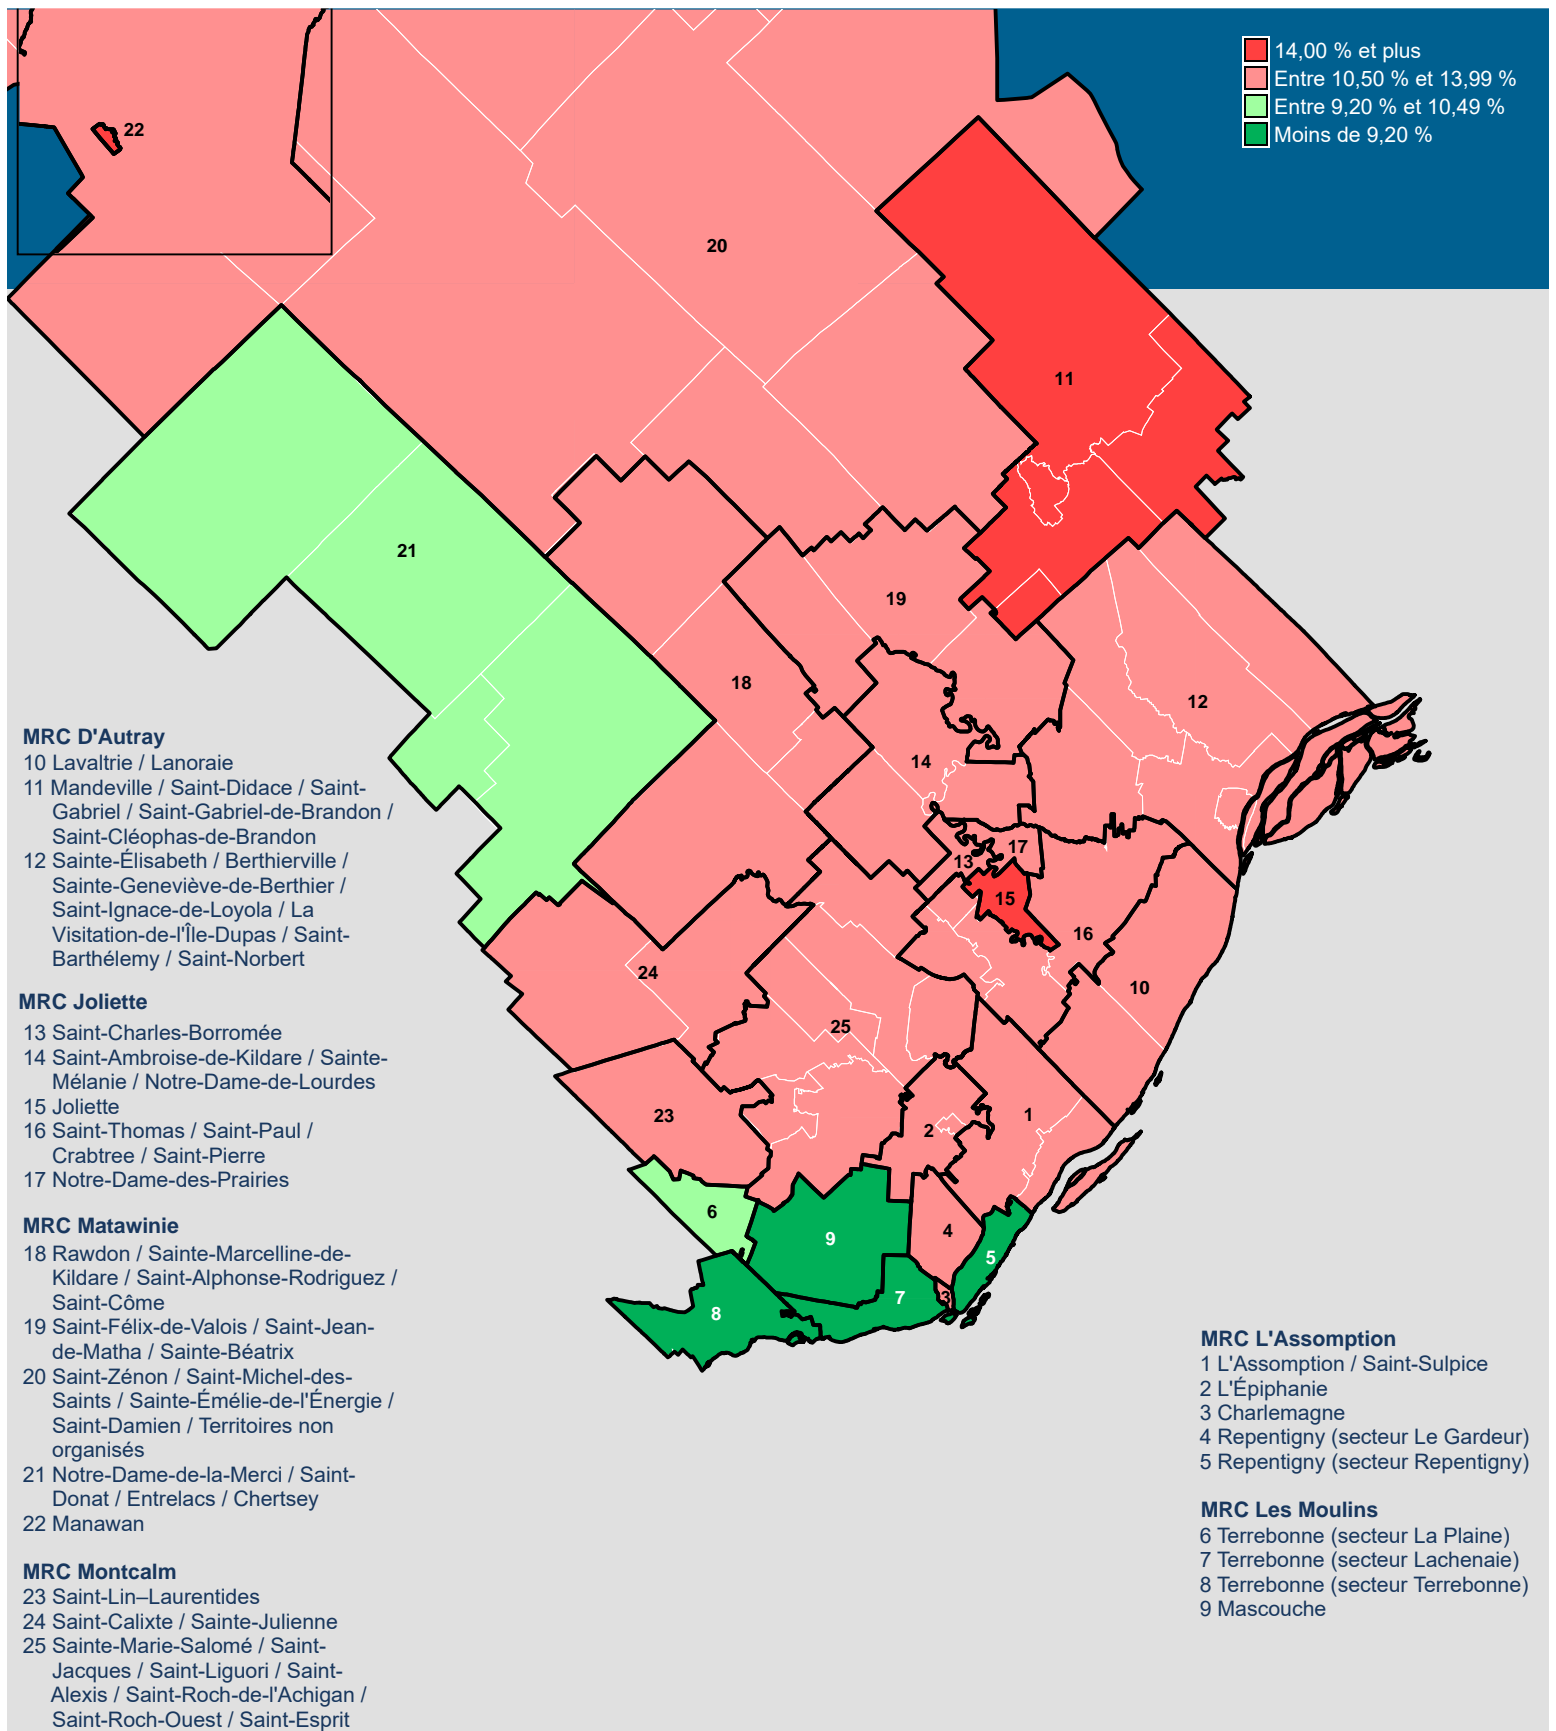 14,00 % et plus
Entre 10,50 % et 13,99 %
Entre 9,20 % et 10,49 %
Moins de 9,20 %
22
20
11
21
19
18
12
14
17
13
15
16
24
10
25
23
1
2
6
9
4
5
7
3
8
MRC D'Autray
10 Lavaltrie / Lanoraie
11 Mandeville / Saint-Didace / Saint-
Gabriel / Saint-Gabriel-de-Brandon /
Saint-Cléophas-de-Brandon
12 Sainte-Élisabeth / Berthierville /
Sainte-Geneviève-de-Berthier /
Saint-Ignace-de-Loyola / La
Visitation-de-l'Île-Dupas / Saint-
Barthélemy / Saint-Norbert
MRC Joliette
13 Saint-Charles-Borromée
14 Saint-Ambroise-de-Kildare / Sainte-
Mélanie / Notre-Dame-de-Lourdes
15 Joliette
16 Saint-Thomas / Saint-Paul /
Crabtree / Saint-Pierre
17 Notre-Dame-des-Prairies
MRC Matawinie
18 Rawdon / Sainte-Marcelline-de-
Kildare / Saint-Alphonse-Rodriguez /
Saint-Côme
19 Saint-Félix-de-Valois / Saint-Jean-
de-Matha / Sainte-Béatrix
20 Saint-Zénon / Saint-Michel-des-
Saints / Sainte-Émélie-de-l'Énergie /
Saint-Damien / Territoires non
organisés
21 Notre-Dame-de-la-Merci / Saint-
Donat / Entrelacs / Chertsey
22 Manawan
MRC Montcalm
23 Saint-Lin–Laurentides
24 Saint-Calixte / Sainte-Julienne
25 Sainte-Marie-Salomé / Saint-
Jacques / Saint-Liguori / Saint-
Alexis / Saint-Roch-de-l'Achigan /
Saint-Roch-Ouest / Saint-Esprit
MRC L'Assomption
1 L'Assomption / Saint-Sulpice
2 L'Épiphanie
3 Charlemagne
4 Repentigny (secteur Le Gardeur)
5 Repentigny (secteur Repentigny)
MRC Les Moulins
6 Terrebonne (secteur La Plaine)
7 Terrebonne (secteur Lachenaie)
8 Terrebonne (secteur Terrebonne)
9 Mascouche